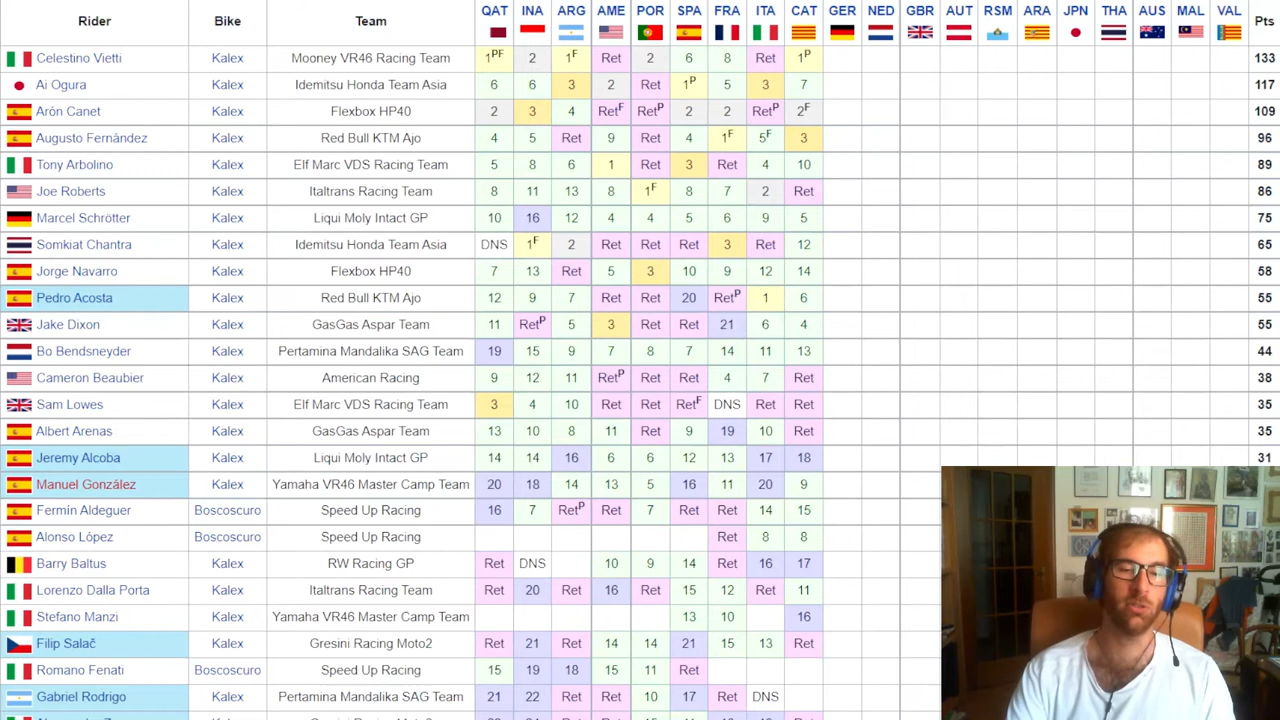 Rider Bike Team QAT INA ARG AME POR SPA FRA ITA CAT GER NED GBR AUT RSM ARA JPN THA AUS MAL VAL Pts
Celestino Vietti Kalex Mooney VR46 Racing Team 1PF 2 1F Ret 2 6 8 Ret 1P 133
Ai Ogura Kalex Idemitsu Honda Team Asia 6 6 3 2 Ret 1P 5 3 7 117
Arón Canet Kalex Flexbox HP40 2 3 4 RetF RetP 2 2 RetP 2F 109
Augusto Fernández Kalex Red Bull KTM Ajo 4 5 Ret 9 Ret 4 1F 5F 3 96
Tony Arbolino Kalex Elf Marc VDS Racing Team 5 8 6 1 Ret 3 Ret 4 10 89
Joe Roberts Kalex Italtrans Racing Team 8 11 13 8 1F 8 7 2 Ret 86
Marcel Schrötter Kalex Liqui Moly Intact GP 10 16 12 4 4 5 6 9 5 75
Somkiat Chantra Kalex Idemitsu Honda Team Asia DNS 1F 2 Ret Ret Ret 3 Ret 12 65
Jorge Navarro Kalex Flexbox HP40 7 13 Ret 5 3 10 9 12 14 58
Pedro Acosta Kalex Red Bull KTM Ajo 12 9 7 Ret Ret 20 RetP 1 6 55
Jake Dixon Kalex GasGas Aspar Team 11 RetP 5 3 Ret Ret 21 6 4 55
Bo Bendsneyder Kalex Pertamina Mandalika SAG Team 19 15 9 7 8 7 14 11 13 44
Cameron Beaubier Kalex American Racing 9 12 11 RetP Ret Ret 4 7 Ret 38
Sam Lowes Kalex Elf Marc VDS Racing Team 3 4 10 Ret Ret RetF DNS Ret Ret 35
Albert Arenas Kalex GasGas Aspar Team 13 10 8 11 Ret 9 19 10 Ret 35
Jeremy Alcoba Kalex Liqui Moly Intact GP 14 14 16 6 6 12 13 17 18 31
Manuel González Kalex Yamaha VR46 Master Camp Team 20 18 14 13 5 16 11 20 9
Fermín Aldeguer Boscoscuro Speed Up Racing 16 7 RetP Ret 7 Ret Ret 14 15
Alonso López Boscoscuro Speed Up Racing Ret 8 8
Barry Baltus Kalex RW Racing GP Ret DNS 10 9 14 Ret 16 17
Lorenzo Dalla Porta Kalex Italtrans Racing Team Ret 20 16 Ret 15 12 Ret 11
Stefano Manzi Kalex Yamaha VR46 Master Camp Team 13 10 16
Filip Salač Kalex Gresini Racing Moto2 Ret 21 Ret 14 14 21 15 13 Ret
Romano Fenati Boscoscuro Speed Up Racing 15 19 18 15 11 Ret
Gabriel Rodrigo Kalex Pertamina Mandalika SAG Team 21 22 Ret Ret 10 17 Ret DNS